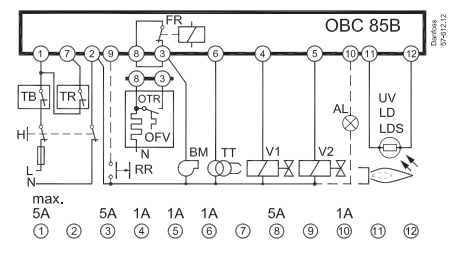 FR
OBC 85B
Danfoss
57-612.12
1 7 2 9 8 3 6 4 5 10 11 12
8 3
TB TR
OTR
OFV
AL
UV
LD
LDS
H
BM TT V1 V2
N
L
N
RR
max.
5A 5A 1A 1A 1A 5A 1A
1 2 3 4 5 6 7 8 9 10 11 12